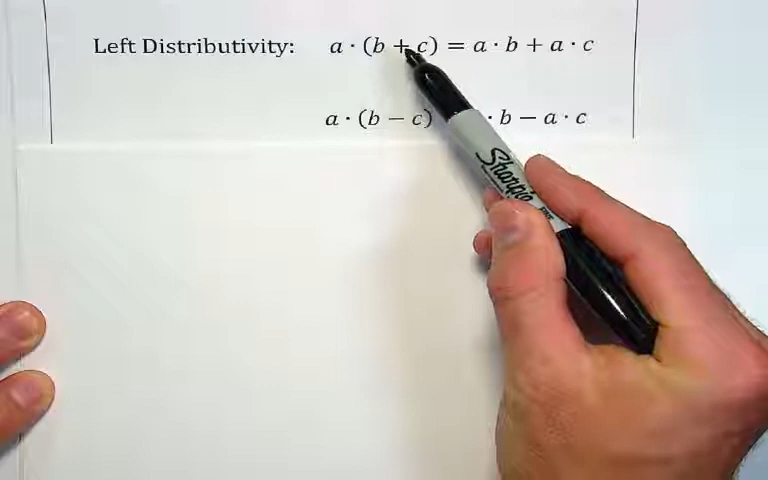 Left Distributivity: a · (b + c) = a · b + a · c
a · (b − c) · b − a · c
Sharpie